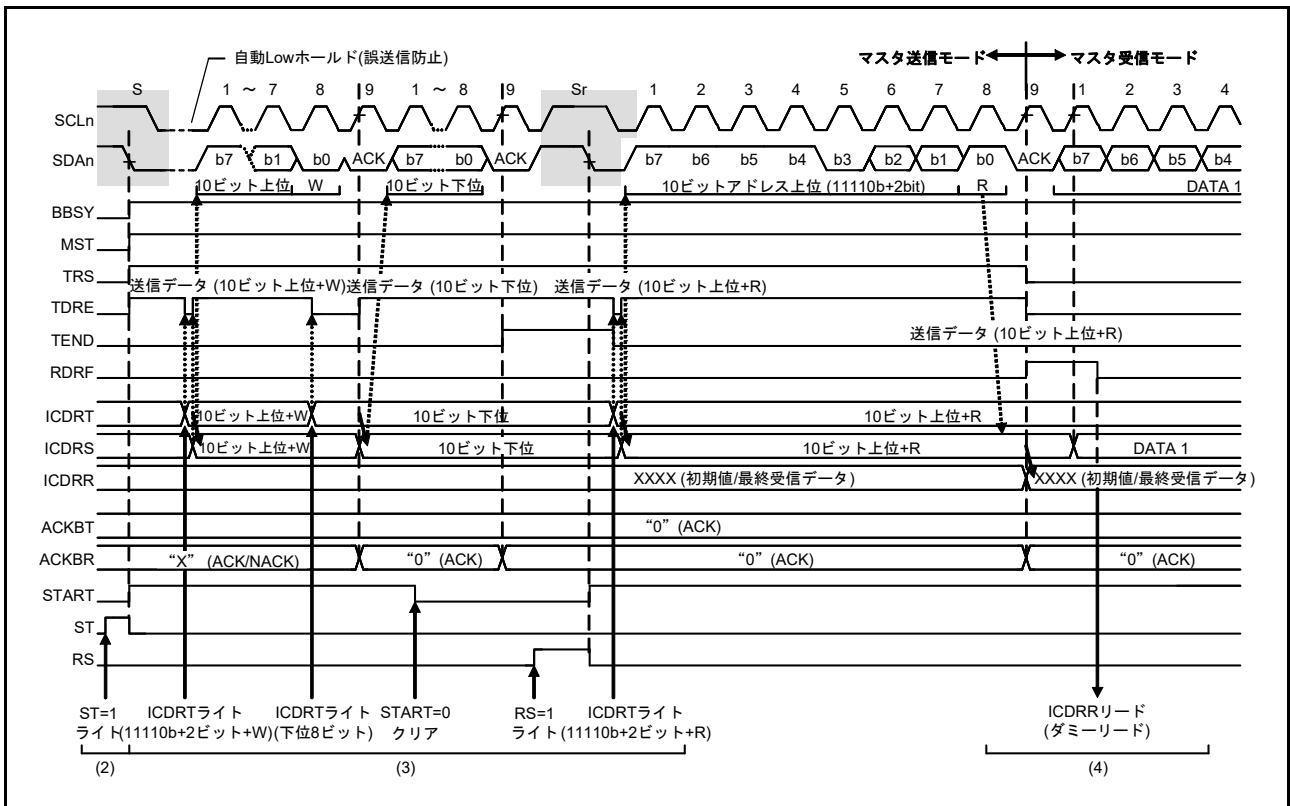 自動Lowホールド(誤送信防止)
マスタ送信モード マスタ受信モード
S 1 ～ 7 8 9 1 ～ 8 9 Sr 1 2 3 4 5 6 7 8 9 1 2 3 4
SCLn
SDAn b7 b1 b0 ACK b7 b0 ACK b7 b6 b5 b4 b3 b2 b1 b0 ACK b7 b6 b5 b4
10ビット上位 W 10ビット下位 10ビットアドレス上位 (11110b+2bit) R DATA 1
BBSY
MST
TRS
送信データ (10ビット上位+W) 送信データ (10ビット下位) 送信データ (10ビット上位+R)
TDRE
TEND 送信データ (10ビット上位+R)
RDRF
ICDRT 10ビット上位+W 10ビット下位 10ビット上位+R
ICDRS 10ビット上位+W 10ビット下位 10ビット上位+R DATA 1
ICDRR XXXX (初期値/最終受信データ) XXXX (初期値/最終受信データ)
ACKBT “0” (ACK)
ACKBR “X” (ACK/NACK) “0” (ACK) “0” (ACK) “0” (ACK)
START
ST
RS
ST=1 ICDRTライト ICDRTライト START=0 RS=1 ICDRTライト ICDRRリード
ライト (11110b+2ビット+W) (下位8ビット) クリア ライト (11110b+2ビット+R) (ダミーリード)
(2) (3) (4)